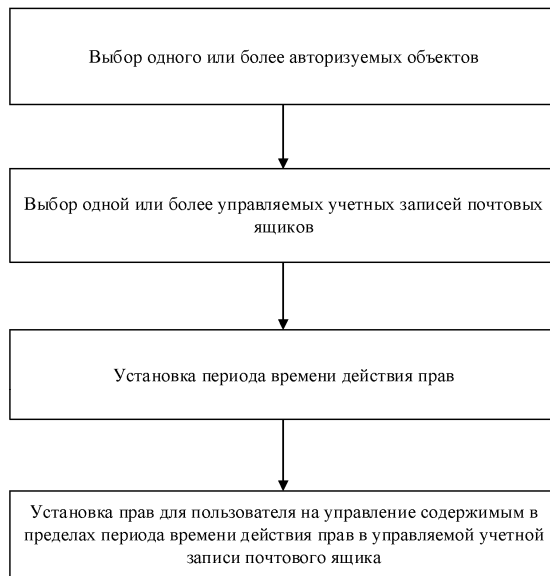 Выбор одного или более авторизуемых объектов
Выбор одной или более управляемых учетных записей почтовых
ящиков
Установка периода времени действия прав
Установка прав для пользователя на управление содержимым в
пределах периода времени действия прав в управляемой учетной
записи почтового ящика